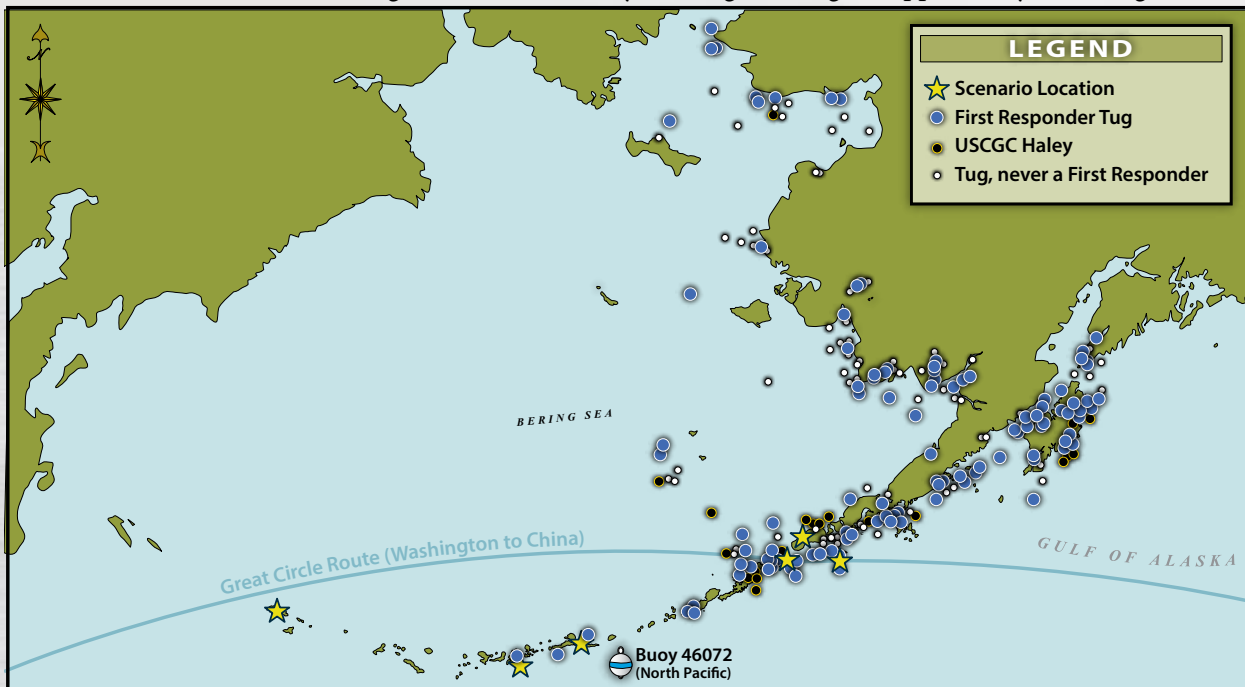 N
LEGEND
Scenario Location
First Responder Tug
USCGC Haley
Tug, never a First Responder
BERING SEA
Great Circle Route (Washington to China)
GULF OF ALASKA
Buoy 46072
(North Pacific)